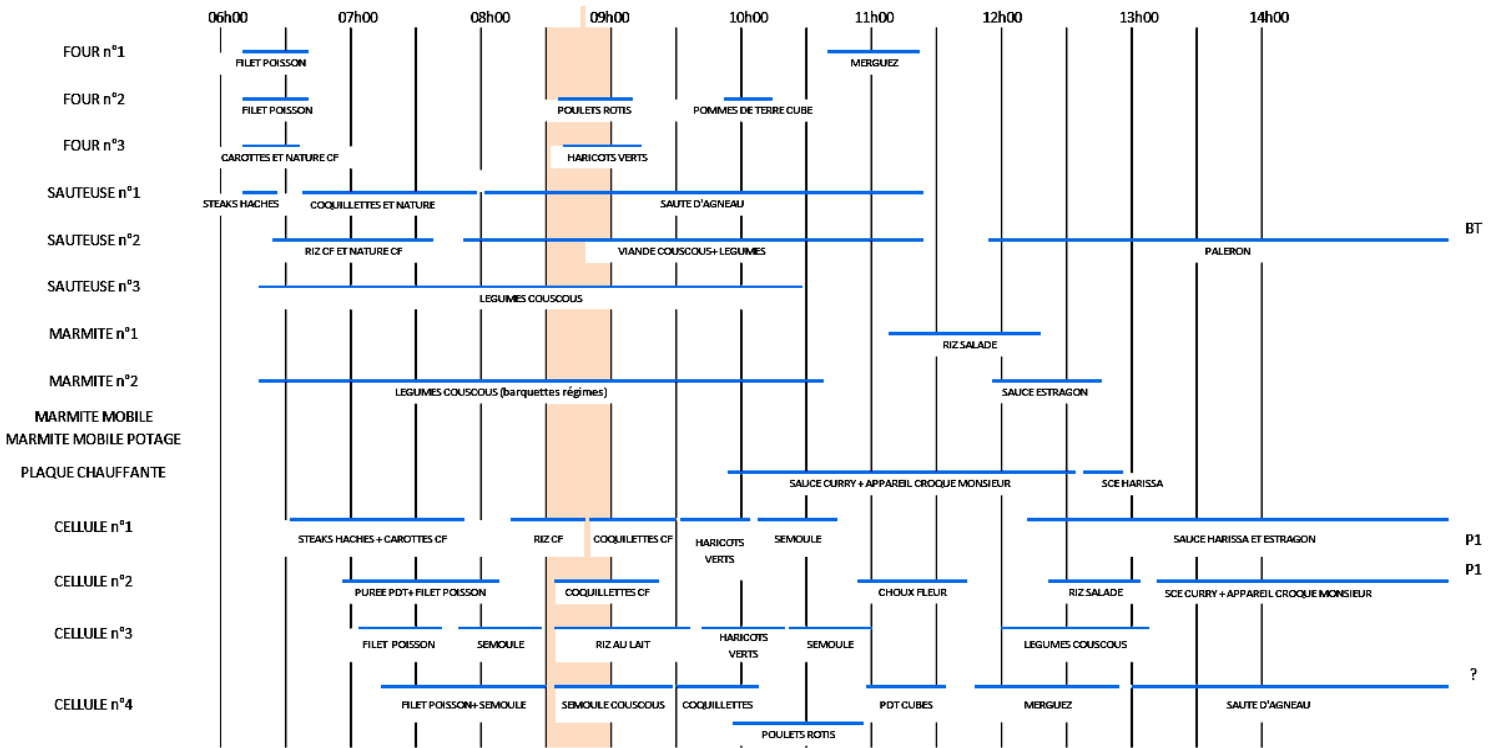 06h00 07h00 08h00 09h00 10h00 11h00 12h00 13h00 14h00
FOUR n°1
FILET POISSON MERGUEZ
FOUR n°2
FILET POISSON POULETS ROTIS POMMES DE TERRE CUBE
FOUR n°3
CAROTTES ET NATURE CF HARICOTS VERTS
SAUTEUSE n°1
STEAKS HACHES COQUILLETTES ET NATURE SAUTE D'AGNEAU
SAUTEUSE n°2 BT
RIZ CF ET NATURE CF VIANDE COUSCOUS+ LEGUMES PALERON
SAUTEUSE n°3
LEGUMES COUSCOUS
MARMITE n°1
RIZ SALADE
MARMITE n°2
LEGUMES COUSCOUS (barquettes régimes) SAUCE ESTRAGON
MARMITE MOBILE
MARMITE MOBILE POTAGE
PLAQUE CHAUFFANTE
SAUCE CURRY + APPAREIL CROQUE MONSIEUR SCE HARISSA
CELLULE n°1
STEAKS HACHES + CAROTTES CF RIZ CF COQUILETTES CF HARICOTS VERTS SEMOULE SAUCE HARISSA ET ESTRAGON P1
CELLULE n°2 P1
PUREE PDT+ FILET POISSON COQUILLETTES CF CHOUX FLEUR RIZ SALADE SCE CURRY + APPAREIL CROQUE MONSIEUR
CELLULE n°3
FILET POISSON SEMOULE RIZ AU LAIT HARICOTS VERTS SEMOULE LEGUMES COUSCOUS
CELLULE n°4 ?
FILET POISSON+ SEMOULE SEMOULE COUSCOUS COQUILLETTES PDT CUBES MERGUEZ SAUTE D'AGNEAU
POULETS ROTIS